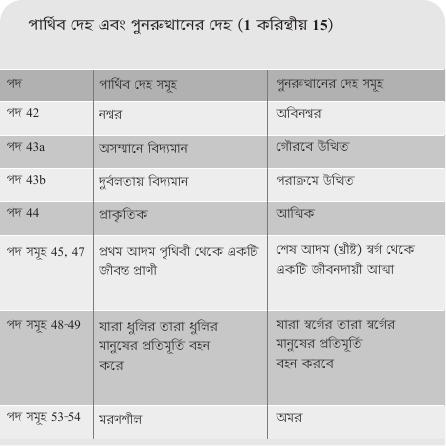 পার্থিব দেহ এবং পুনরুত্থানের দেহ (1 করিন্থীয় 15)
পদ পার্থিব দেহ সমূহ পুনরুত্থানের দেহ সমূহ
পদ 42 নশ্বর অবিনশ্বর
পদ 43a অসম্মানে বিদ্যমান গৌরবে উত্থিত
পদ 43b দুর্বলতায় বিদ্যমান পরাক্রমে উত্থিত
পদ 44 প্রাকৃতিক আত্মিক
পদ সমূহ 45, 47 প্রথম আদম পৃথিবী থেকে একটি শেষ আদম (খ্রীষ্ট) স্বর্গ থেকে
জীবন্ত প্রাণী একটি জীবনদায়ী আত্মা
পদ সমূহ 48-49 যারা ধুলির তারা ধুলির যারা স্বর্গের তারা স্বর্গের
মানুষের প্রতিমূর্তি বহন মানুষের প্রতিমূর্তি
করে বহন করবে
পদ সমূহ 53-54 মরণশীল অমর